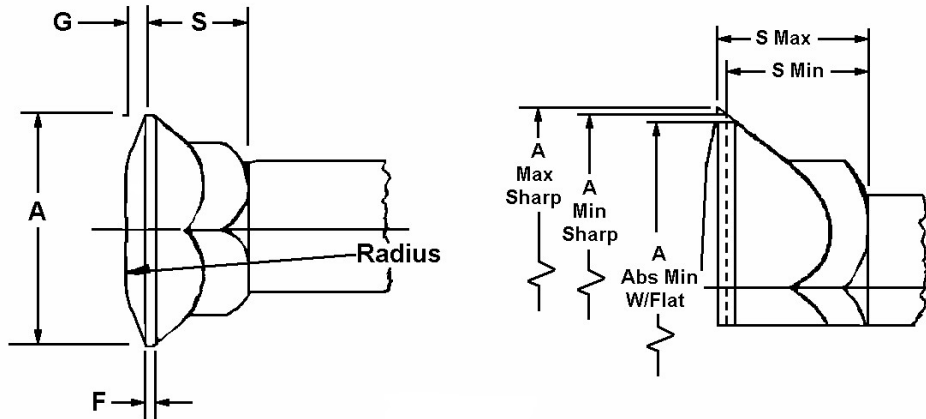 G
S
A
Radius
F
S Max
S Min
A
Max
Sharp
A
Min
Sharp
A
Abs Min
W/Flat